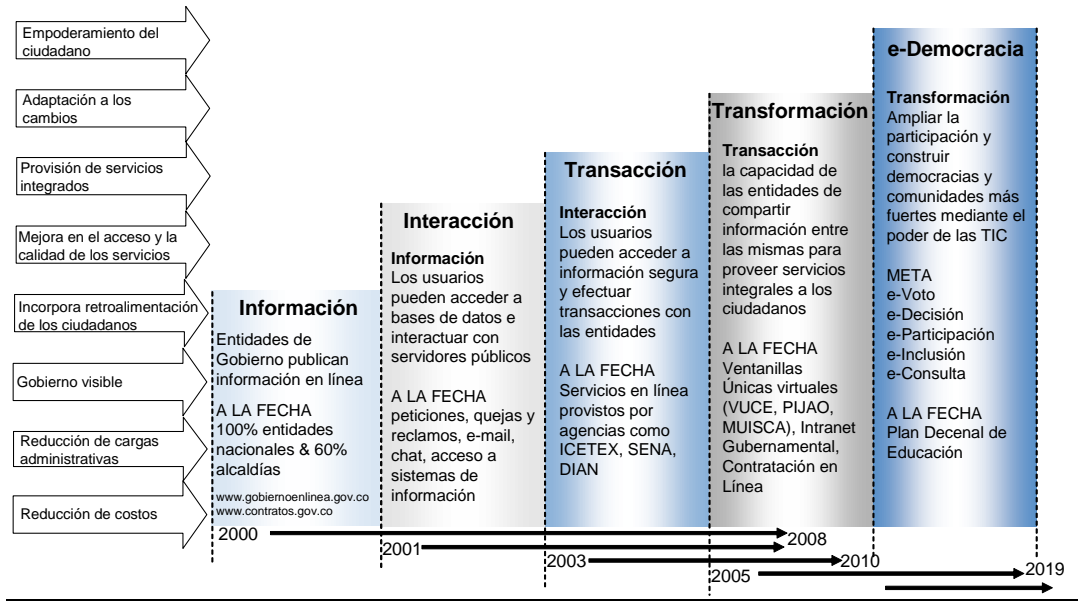 Empoderamiento del
ciudadano
Adaptación a los
cambios
Provisión de servicios
integrados
Mejora en el acceso y la
calidad de los servicios
Incorpora retroalimentación
de los ciudadanos
Gobierno visible
Reducción de cargas
administrativas
Reducción de costos
Información
Entidades de
Gobierno publican
información en línea
A LA FECHA
100% entidades
nacionales & 60%
alcaldías
www.gobiernoenlinea.gov.co
www.contratos.gov.co
Interacción
Información
Los usuarios
pueden acceder a
bases de datos e
interactuar con
servidores públicos
A LA FECHA
peticiones, quejas y
reclamos, e-mail,
chat, acceso a
sistemas de
información
Transacción
Interacción
Los usuarios
pueden acceder a
información segura
y efectuar
transacciones con
las entidades
A LA FECHA
Servicios en línea
provistos por
agencias como
ICETEX, SENA,
DIAN
Transformación
Transacción
la capacidad de
las entidades de
compartir
información entre
las mismas para
proveer servicios
integrales a los
ciudadanos
A LA FECHA
Ventanillas
Únicas virtuales
(VUCE, PIJAO,
MUISCA), Intranet
Gubernamental,
Contratación en
Línea
e-Democracia
Transformación
Ampliar la
participación y
construir
democracias y
comunidades más
fuertes mediante el
poder de las TIC
META
e-Voto
e-Decisión
e-Participación
e-Inclusión
e-Consulta
A LA FECHA
Plan Decenal de
Educación
2000
2008
2001
2003
2010
2005
2019